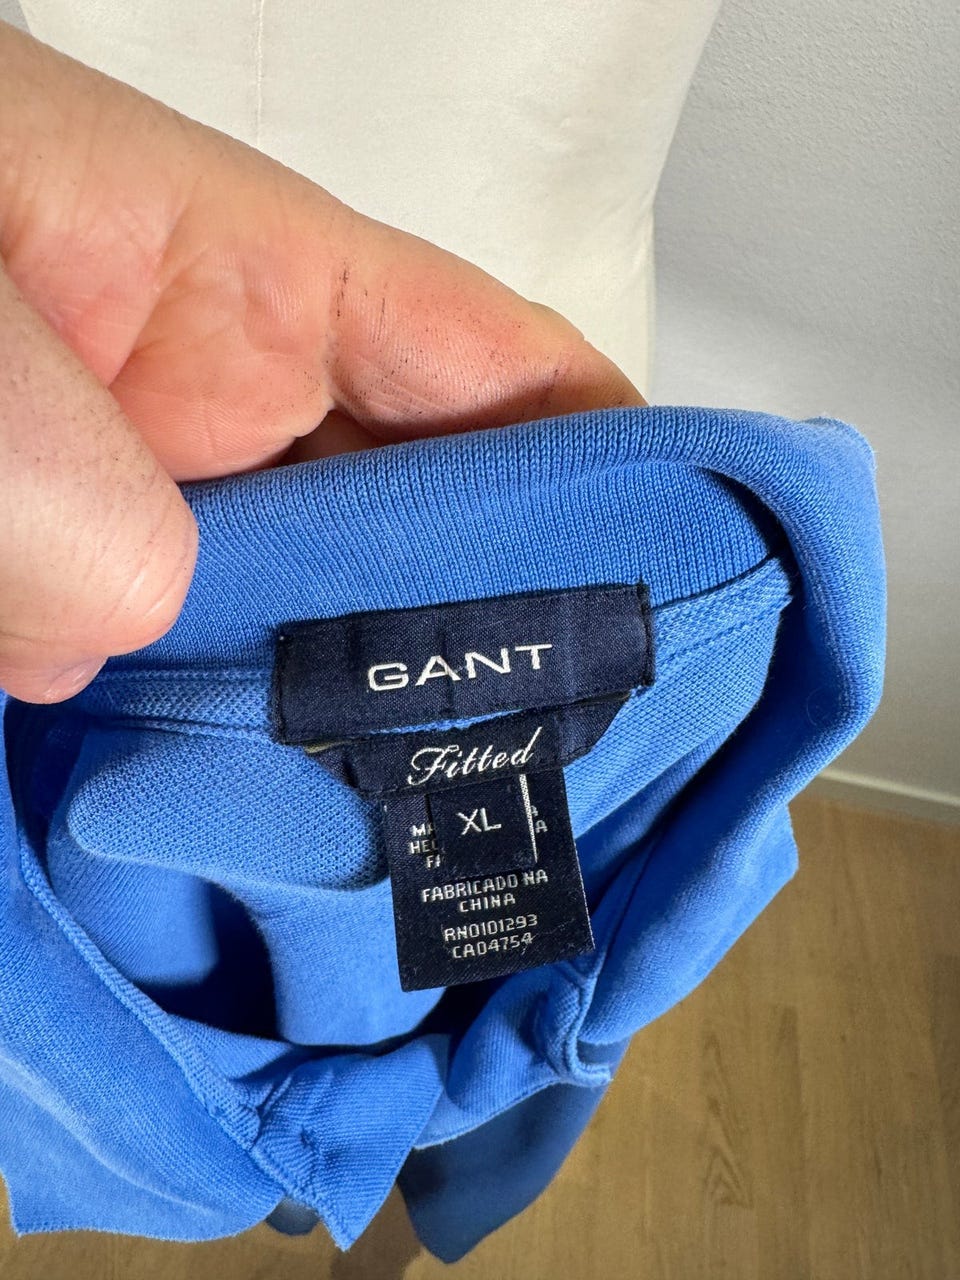 GANT
Fitted
XL
FABRICADO NA
CHINA
RN0101293
CA04754